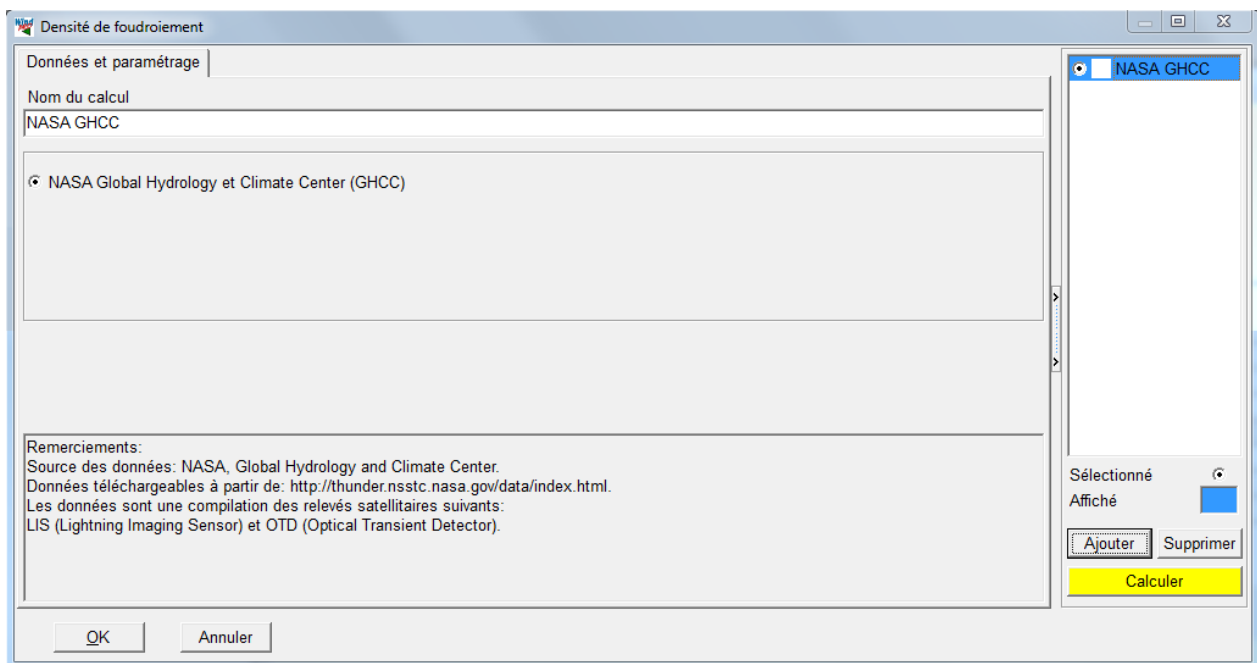 Wind
Densité de foudroiement
Données et paramétrage
Nom du calcul
NASA GHCC
NASA Global Hydrology et Climate Center (GHCC)
Remerciements:
Source des données: NASA, Global Hydrology and Climate Center.
Données téléchargeables à partir de: http://thunder.nsstc.nasa.gov/data/index.html.
Les données sont une compilation des relevés satellitaires suivants:
LIS (Lightning Imaging Sensor) et OTD (Optical Transient Detector).
OK Annuler
NASA GHCC
Sélectionné
Affiché
Ajouter Supprimer
Calculer